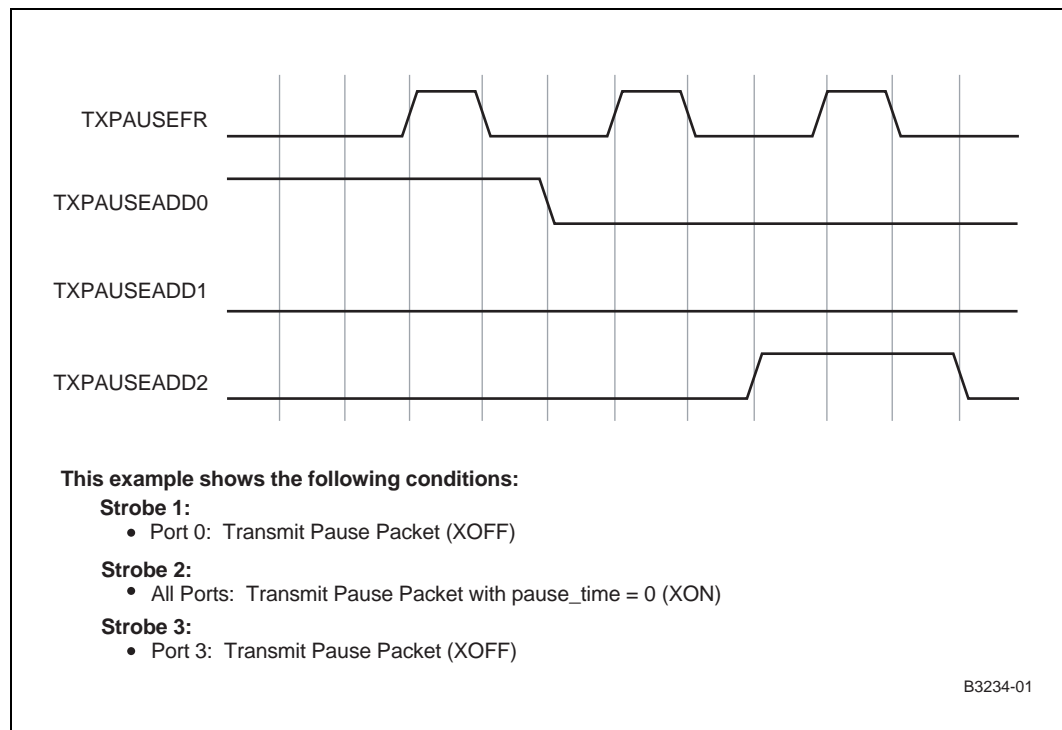 TXPAUSEFR
TXPAUSEADD0
TXPAUSEADD1
TXPAUSEADD2
This example shows the following conditions:
Strobe 1:
• Port 0: Transmit Pause Packet (XOFF)
Strobe 2:
• All Ports: Transmit Pause Packet with pause_time = 0 (XON)
Strobe 3:
• Port 3: Transmit Pause Packet (XOFF)
B3234-01